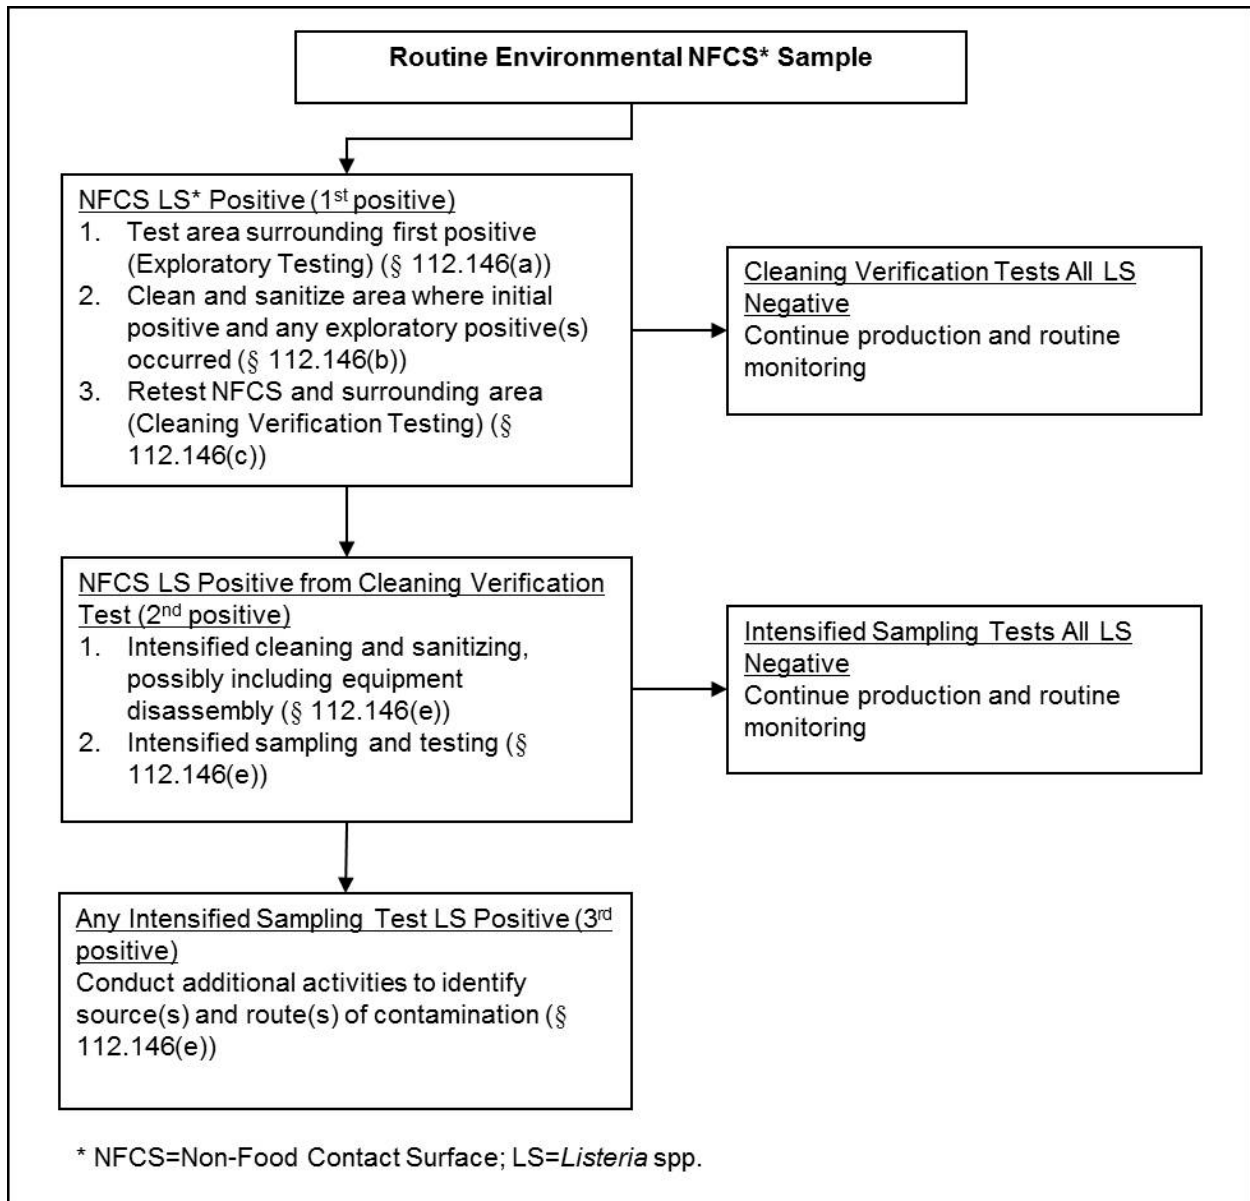 Routine Environmental NFCS* Sample
NFCS LS* Positive (1st positive)
1. Test area surrounding first positive
(Exploratory Testing) (§ 112.146(a))
2. Clean and sanitize area where initial
positive and any exploratory positive(s)
occurred (§ 112.146(b))
3. Retest NFCS and surrounding area
(Cleaning Verification Testing) (§
112.146(c))
Cleaning Verification Tests All LS
Negative
Continue production and routine
monitoring
NFCS LS Positive from Cleaning Verification
Test (2nd positive)
1. Intensified cleaning and sanitizing,
possibly including equipment
disassembly (§ 112.146(e))
2. Intensified sampling and testing (§
112.146(e))
Intensified Sampling Tests All LS
Negative
Continue production and routine
monitoring
Any Intensified Sampling Test LS Positive (3rd
positive)
Conduct additional activities to identify
source(s) and route(s) of contamination (§
112.146(e))
* NFCS=Non-Food Contact Surface; LS=Listeria spp.